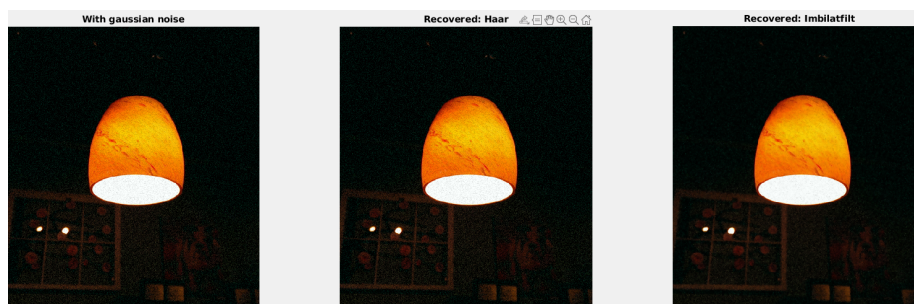 With gaussian noise
Recovered: Haar
Recovered: Imbilatfilt